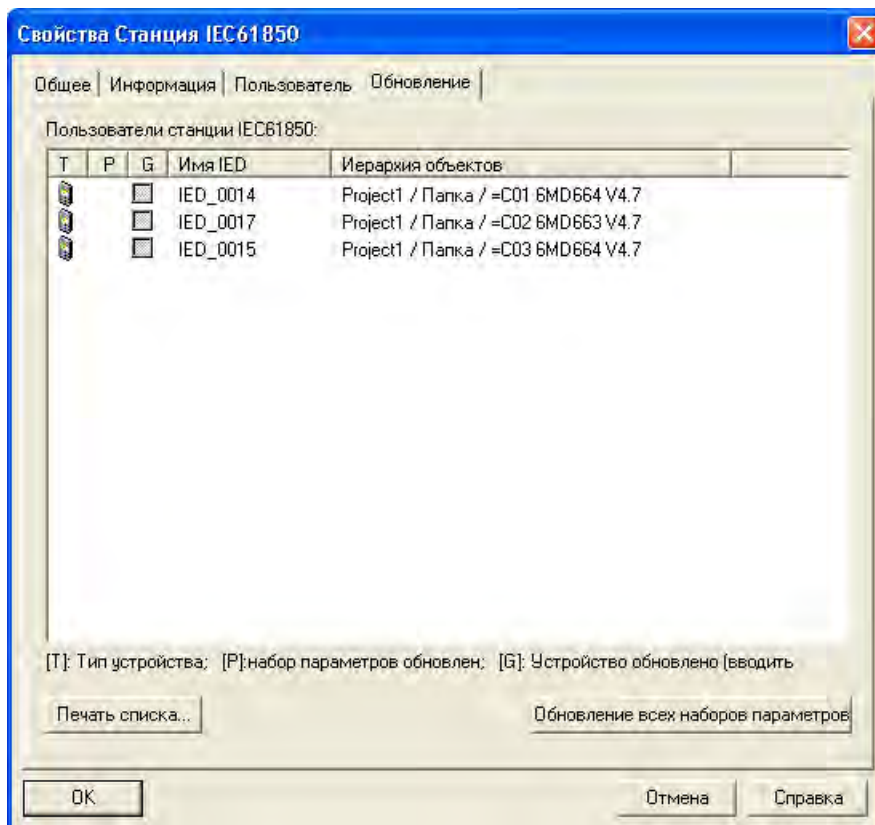 Свойства Станция IEC61850
Общее Информация Пользователь Обновление
Пользователи станции IEC61850:
T P G Имя IED Иерархия объектов
IED_0014 Project1 / Папка / =C01 6MD664 V4.7
IED_0017 Project1 / Папка / =C02 6MD663 V4.7
IED_0015 Project1 / Папка / =C03 6MD664 V4.7
[T]: Тип устройства; [P]:набор параметров обновлен; [G]: Устройство обновлено (вводить
Печать списка... Обновление всех наборов параметров
OK Отмена Справка